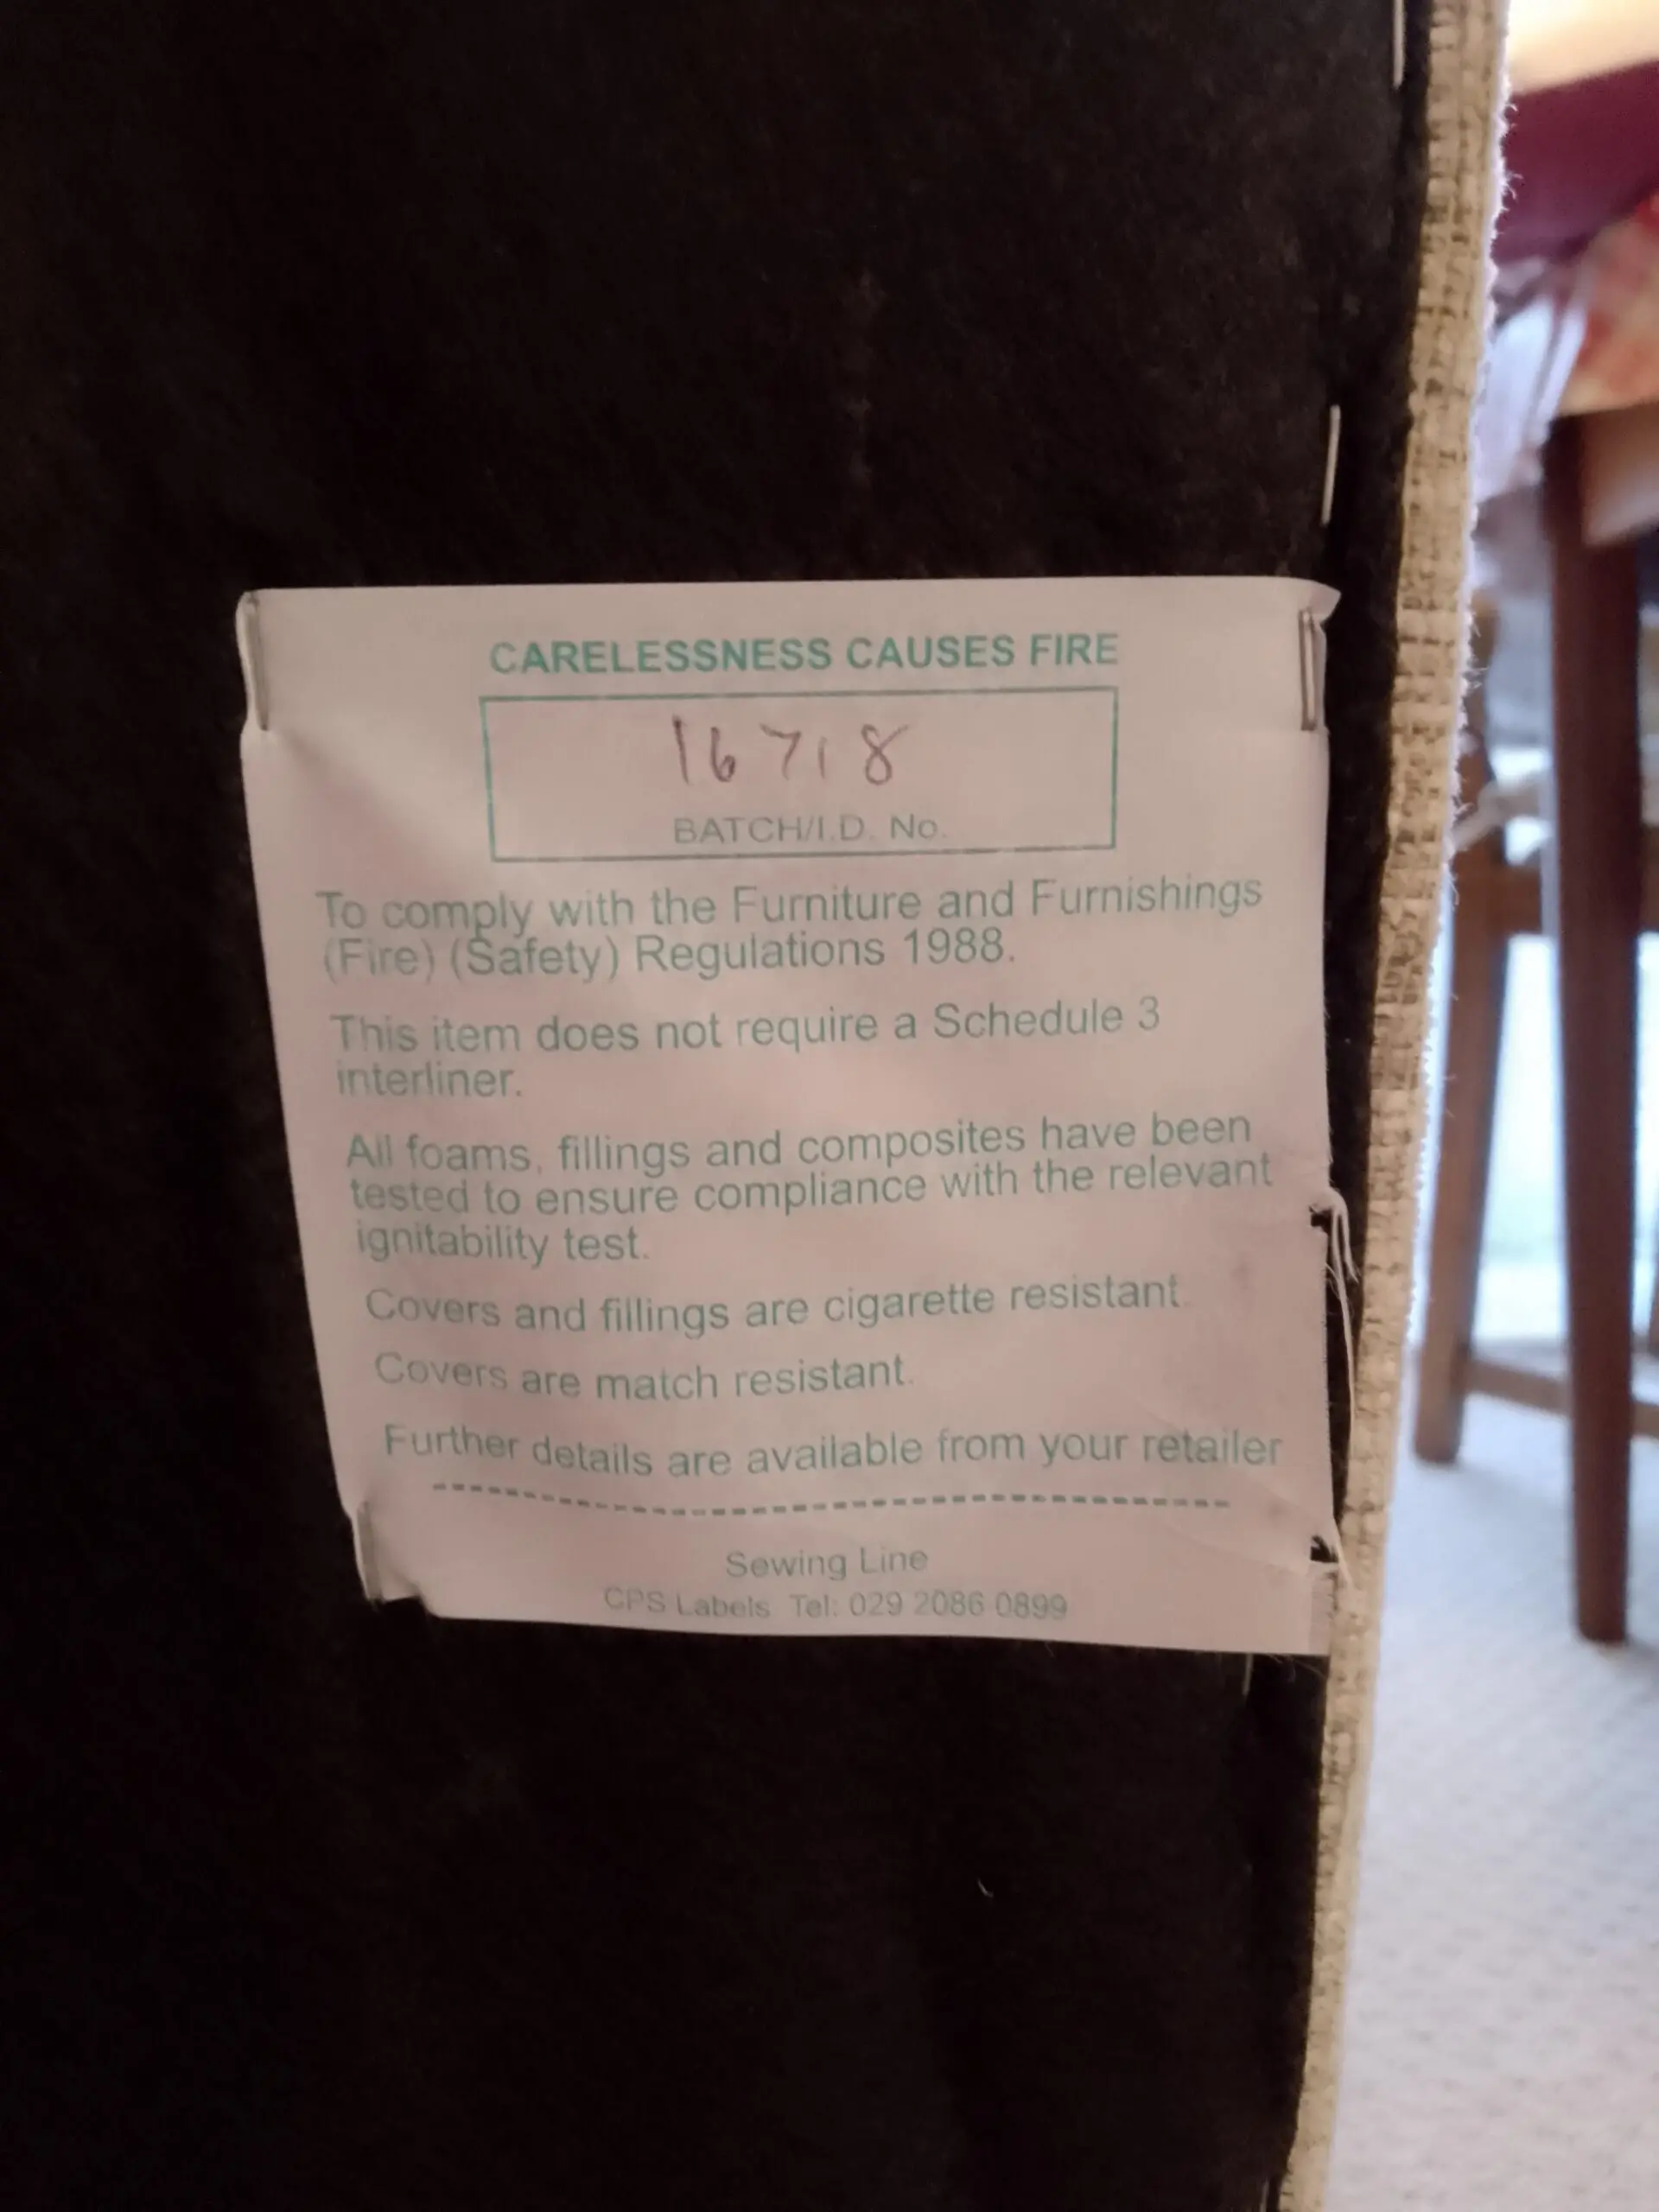 CARELESSNESS CAUSES FIRE
16718
BATCH/I.D. No.
To comply with the Furniture and Furnishings
(Fire) (Safety) Regulations 1988.
This item does not require a Schedule 3
interliner.
All foams, fillings and composites have been
tested to ensure compliance with the relevant
ignitability test.
Covers and fillings are cigarette resistant.
Covers are match resistant.
Further details are available from your retailer
Sewing Line
CPS Labels Tel: 029 2086 0899